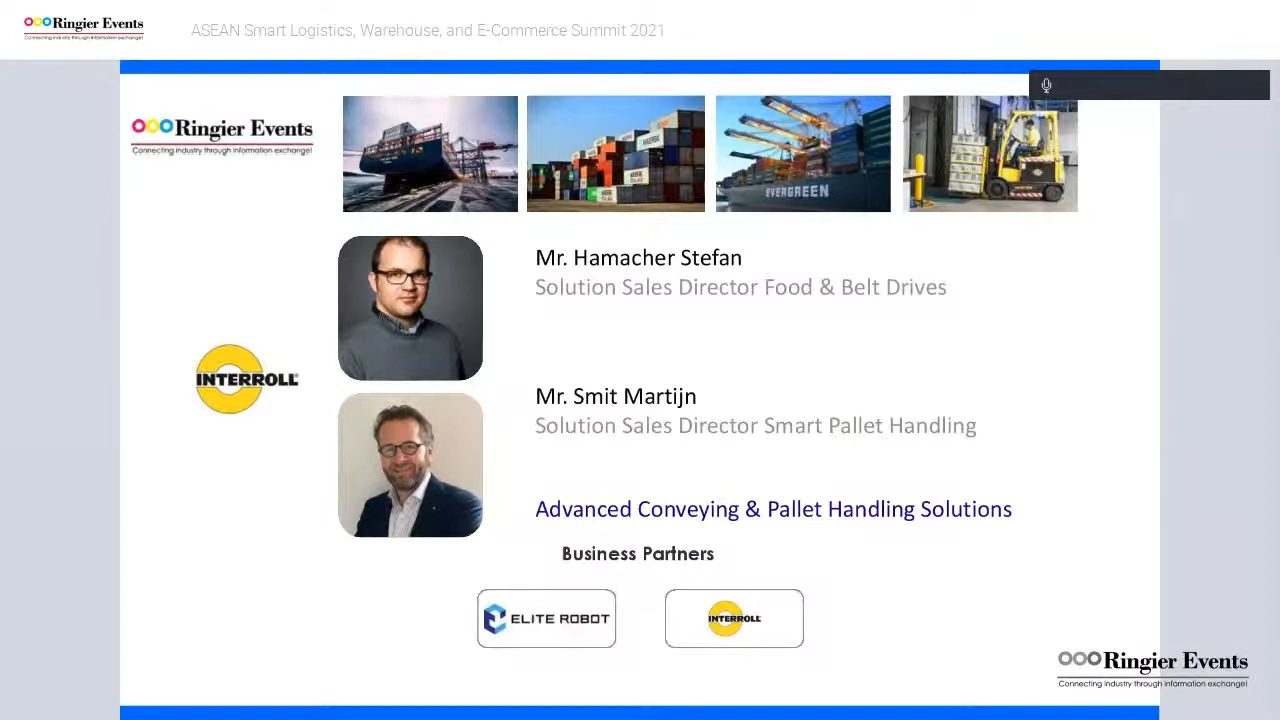 Ringier Events
Connecting industry through information exchange!
ASEAN Smart Logistics, Warehouse, and E-Commerce Summit 2021
Ringier Events
Connecting industry through information exchange!
EVERGREEN
Mr. Hamacher Stefan
Solution Sales Director Food & Belt Drives
INTERROLL®
Mr. Smit Martijn
Solution Sales Director Smart Pallet Handling
Advanced Conveying & Pallet Handling Solutions
Business Partners
ELITE ROBOT
INTERROLL
Ringier Events
Connecting industry through information exchange!